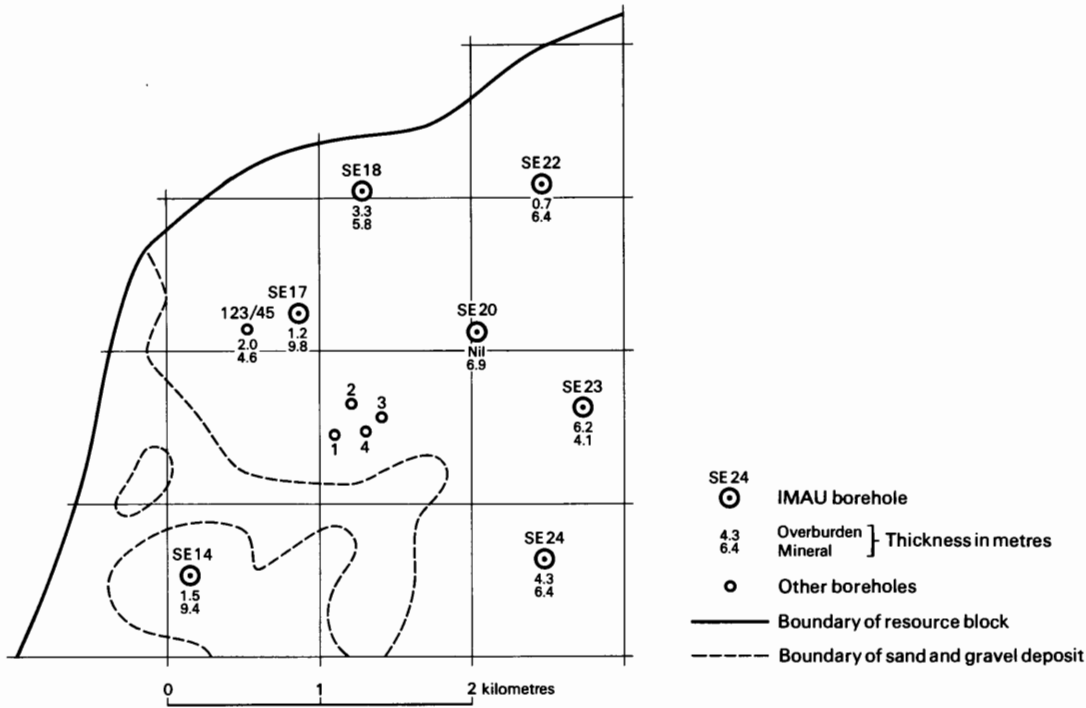 SE18
3.3
5.8
SE22
0.7
6.4
SE17
1.2
9.8
123/45
2.0
4.6
SE20
Nil
6.9
2
3
1
4
SE23
6.2
4.1
SE14
1.5
9.4
SE24
4.3
6.4
SE 24
IMAU borehole
4.3 Overburden
6.4 Mineral
Thickness in metres
Other boreholes
Boundary of resource block
Boundary of sand and gravel deposit
0 1 2 kilometres